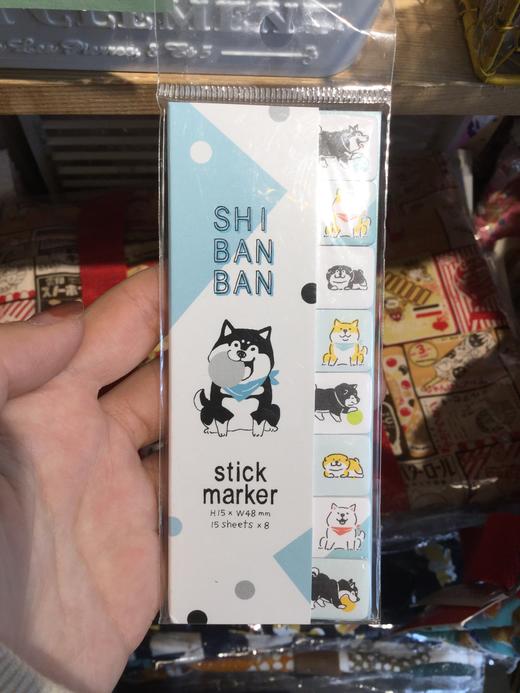 SHI
BAN
BAN
stick
marker
H15 × W48 mm
15 sheets × 8